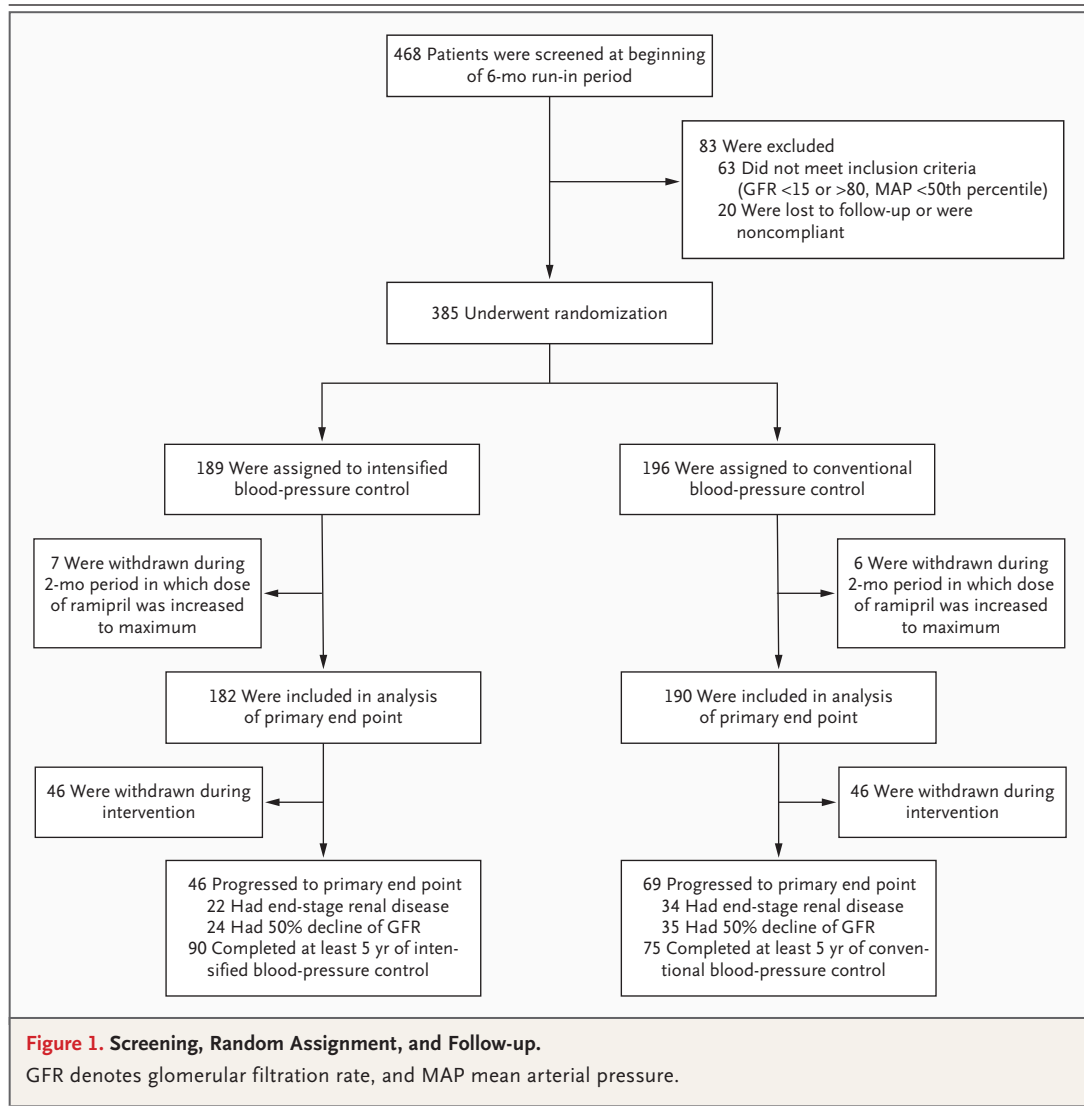 468 Patients were screened at beginning
of 6-mo run-in period
83 Were excluded
63 Did not meet inclusion criteria
(GFR <15 or >80, MAP <50th percentile)
20 Were lost to follow-up or were
noncompliant
385 Underwent randomization
189 Were assigned to intensified
blood-pressure control
196 Were assigned to conventional
blood-pressure control
7 Were withdrawn during
2-mo period in which dose
of ramipril was increased
to maximum
6 Were withdrawn during
2-mo period in which dose
of ramipril was increased
to maximum
182 Were included in analysis
of primary end point
190 Were included in analysis
of primary end point
46 Were withdrawn during
intervention
46 Were withdrawn during
intervention
46 Progressed to primary end point
22 Had end-stage renal disease
24 Had 50% decline of GFR
90 Completed at least 5 yr of inten-
sified blood-pressure control
69 Progressed to primary end point
34 Had end-stage renal disease
35 Had 50% decline of GFR
75 Completed at least 5 yr of conven-
tional blood-pressure control
Figure 1. Screening, Random Assignment, and Follow-up.
GFR denotes glomerular filtration rate, and MAP mean arterial pressure.